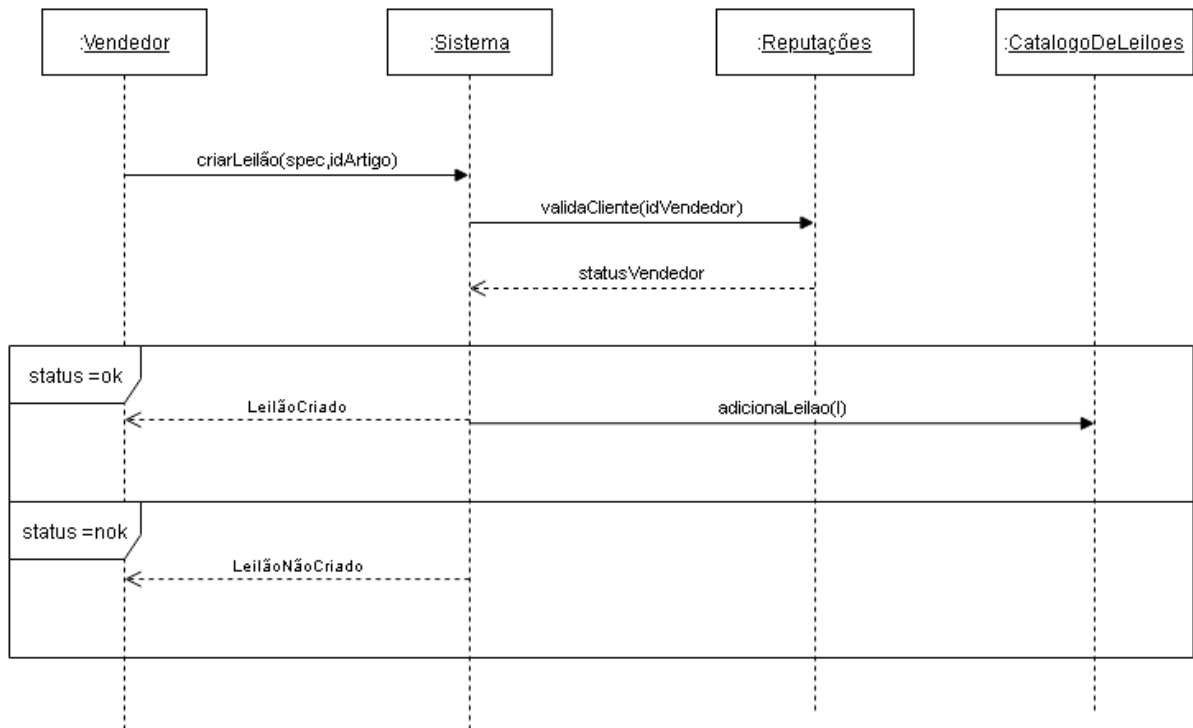 :Vendedor
:Sistema
:Reputações
:CatalogoDeLeiloes
criarLeilão(spec,idArtigo)
validaCliente(idVendedor)
statusVendedor
status =ok
LeilãoCriado
adicionaLeilao(l)
status =nok
LeilãoNãoCriado